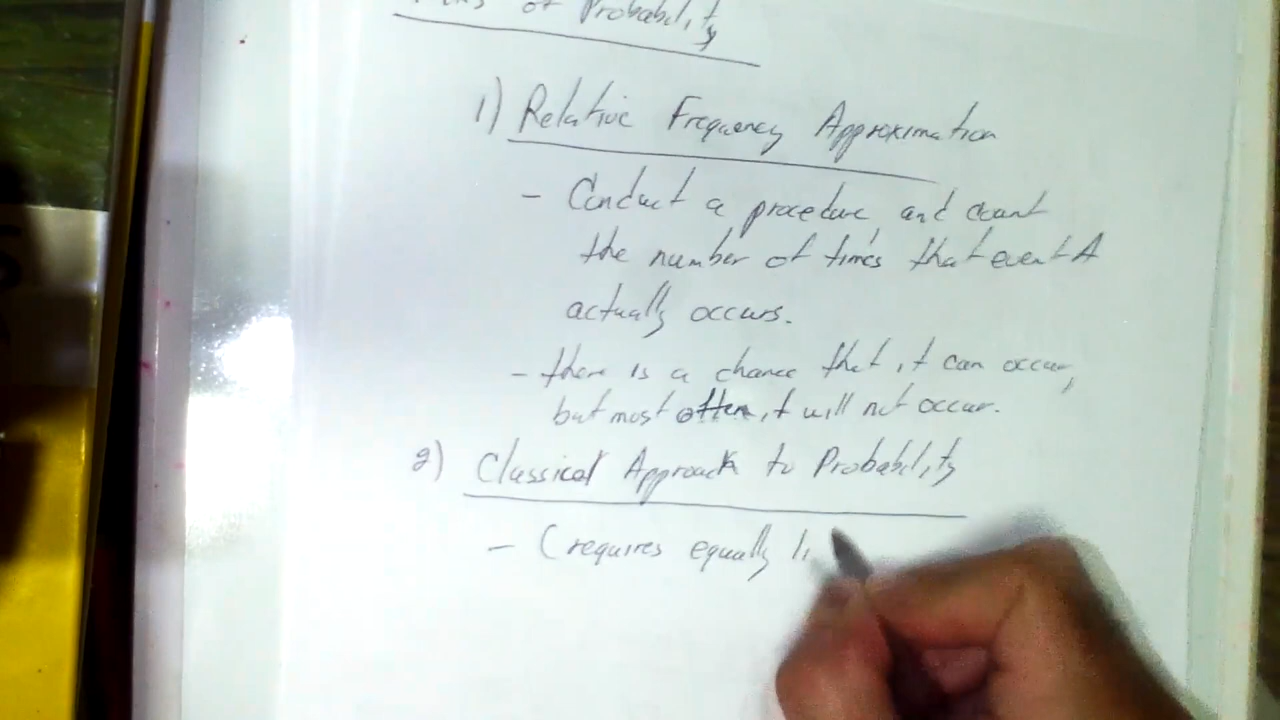 of Probability
1) Relative Frequency Approximation
- Conduct a procedure, and count
the number of times that event A
actually occurs.
- there is a chance that it can occur,
but most often, it will not occur.
2) Classical Approach to Probability
- (requires equally li